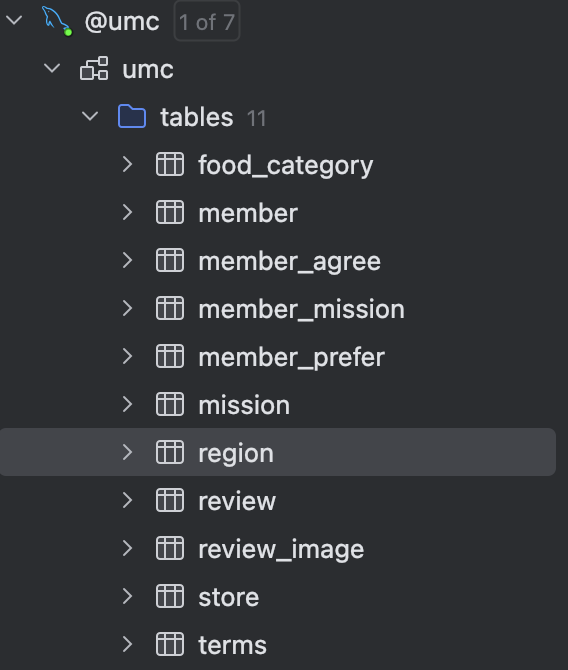 @umc 1 of 7
umc
tables 11
food_category
member
member_agree
member_mission
member_prefer
mission
region
review
review_image
store
terms